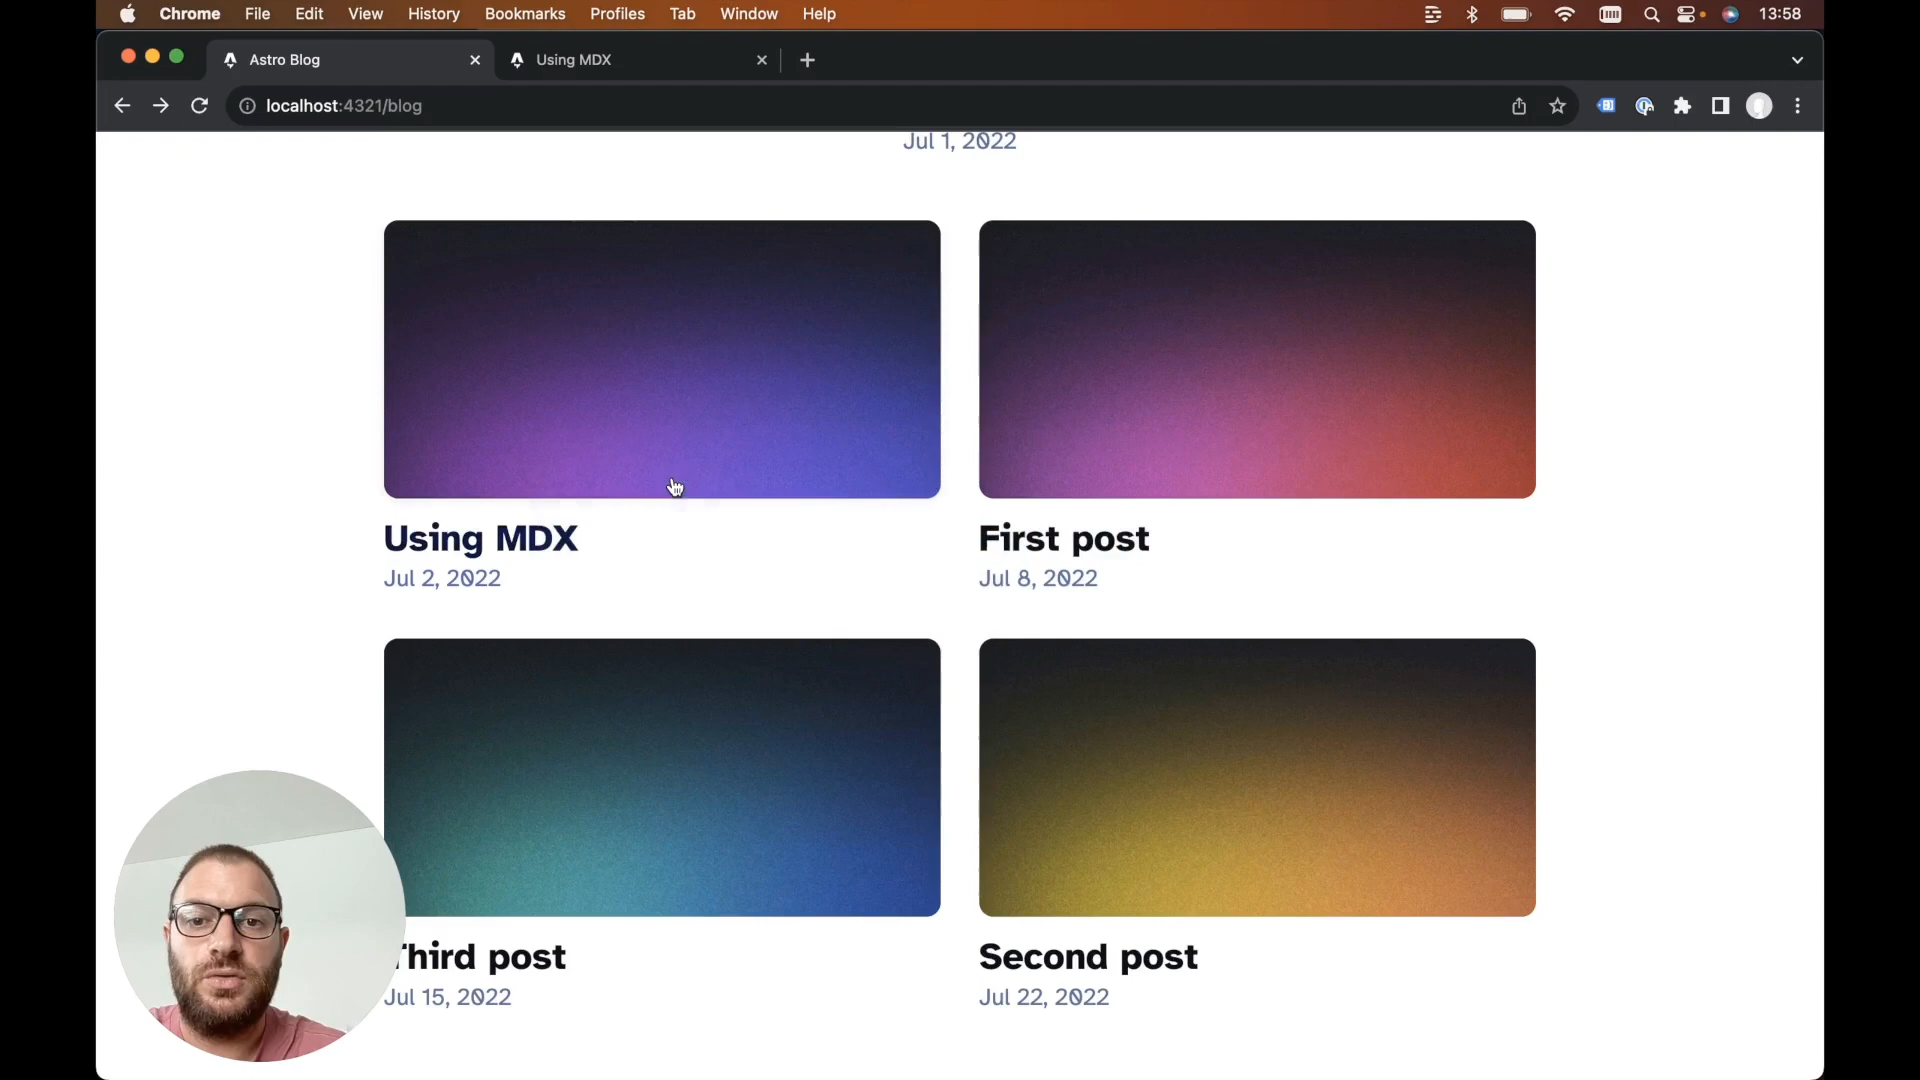 Chrome File Edit View History Bookmarks Profiles Tab Window Help 13:58
Astro Blog Using MDX
localhost:4321/blog
Jul 1, 2022
Using MDX First post
Jul 2, 2022 Jul 8, 2022
Third post Second post
Jul 15, 2022 Jul 22, 2022